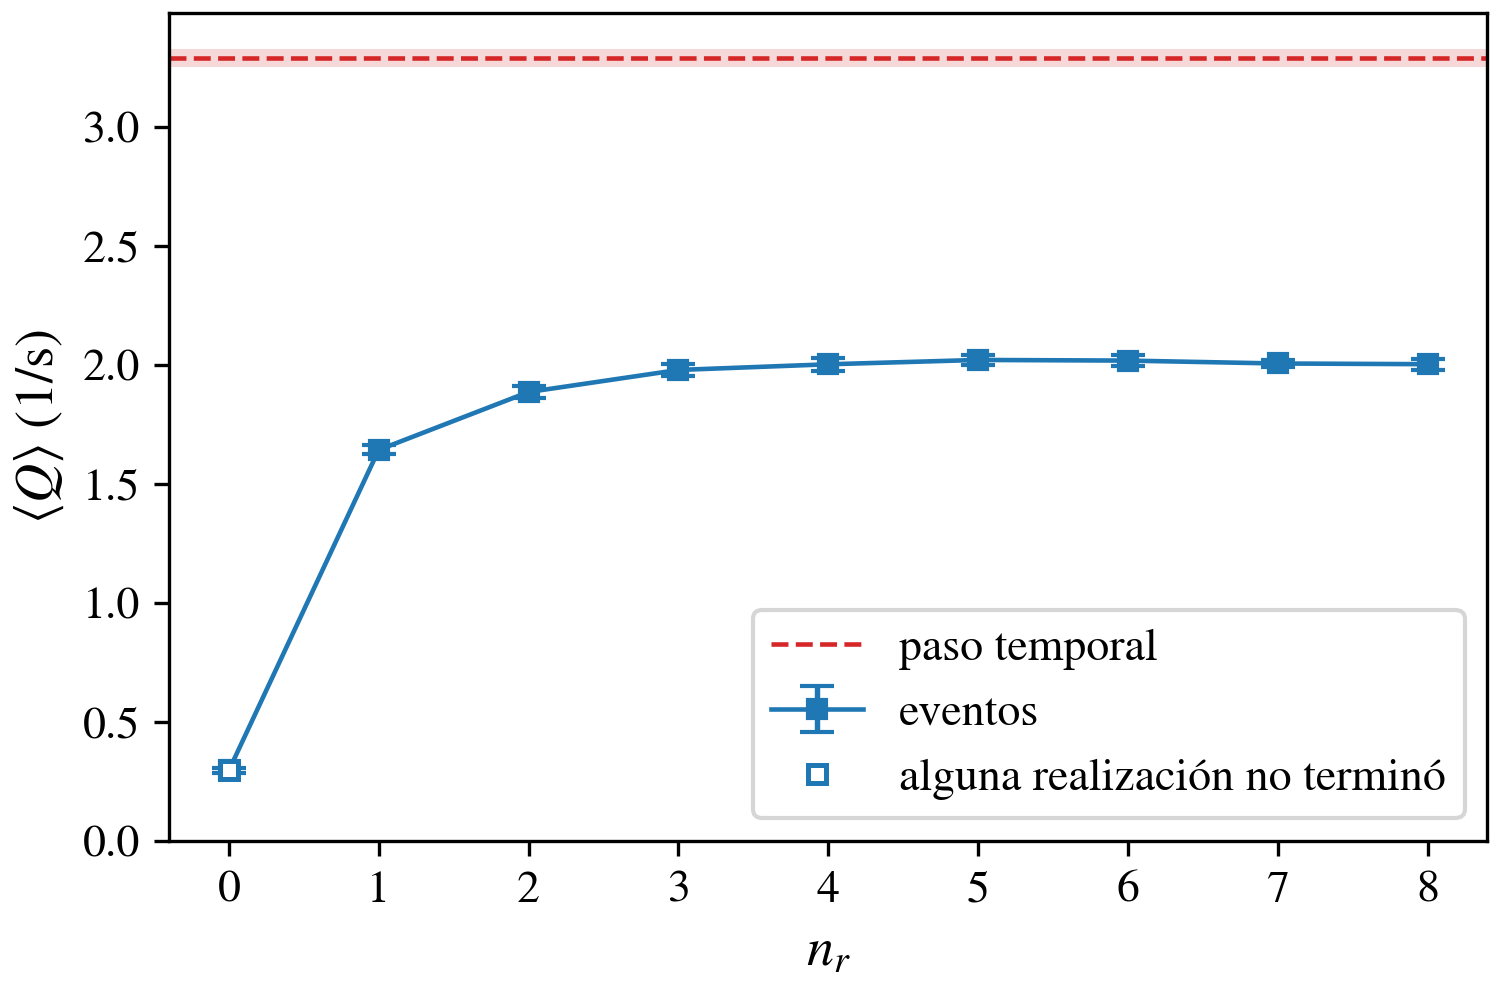 3.0
2.5
2.0
1.5
1.0
0.5
0.0
⟨Q⟩ (1/s)
0 1 2 3 4 5 6 7 8
n_r
paso temporal
eventos
alguna realización no terminó